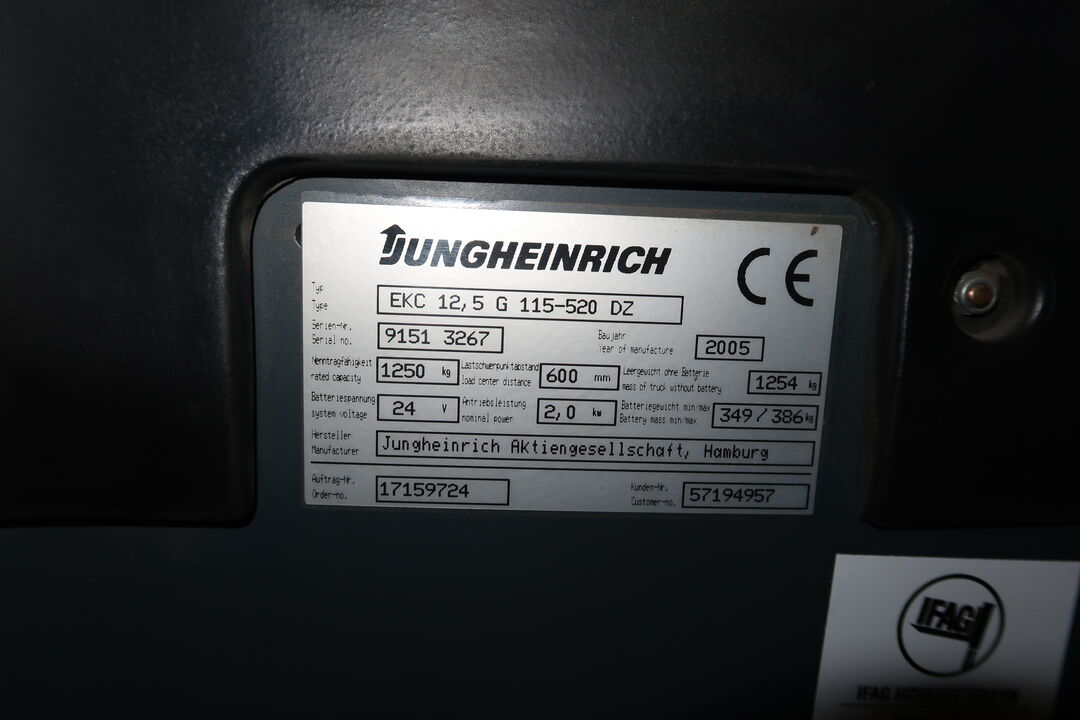 JUNGHEINRICH
CE
Typ
Type EKC 12,5 G 115-520 DZ
Serien-Nr.
Serial no. 9151 3267 Baujahr
Year of manufacture 2005
Nenntragfähigkeit
rated capacity 1250 kg Lastschwerpunktabstand
load center distance 600 mm Leergewicht ohne Batterie
mass of truck without battery 1254 kg
Batteriespannung
system voltage 24 V Antriebsleistung
nominal power 2,0 kw Batteriegewicht min/max
Battery mass min/max 349 / 386 kg
Hersteller
Manufacturer Jungheinrich Aktiengesellschaft, Hamburg
Auftrag-Nr.
Order-no. 17159724 Kunden-Nr.
Customer-no. 57194957
IFAG
IFAG HOVEDEFTERSYN